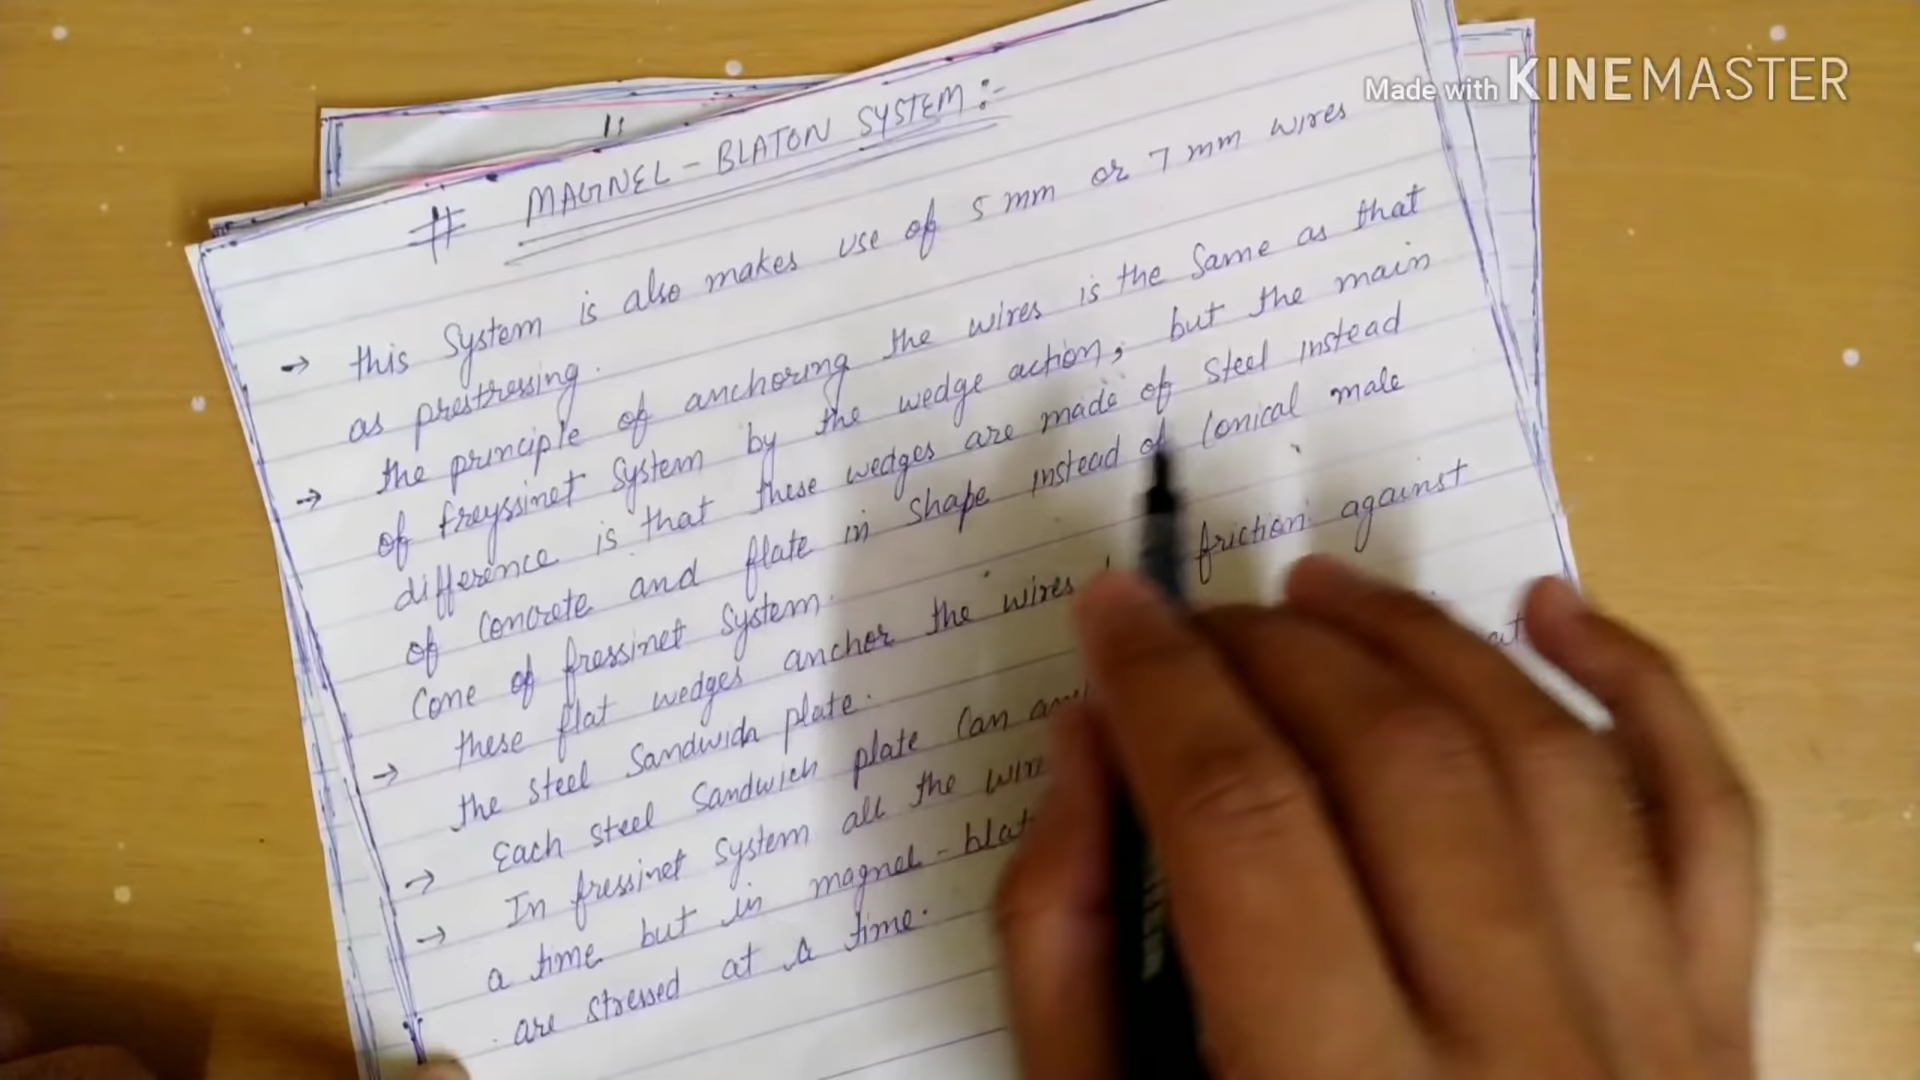 Made with KINEMASTER
# MAGNEL - BLATON SYSTEM :-
→ this System is also makes use of 5 mm or 7 mm wires
as prestressing.
→ the principle of anchoring the wires is the same as that
of freyssinet System by the wedge action, but the main
difference is that these wedges are made of steel instead
of Concrete and flate in shape instead of Conical male
Cone of fressinet System.
→ these flat wedges anchor the wires friction against
the steel Sandwich plate.
→ Each steel Sandwich plate Can
→ In fressinet System all the at
a time but in magnel - blat
are stressed at a time.